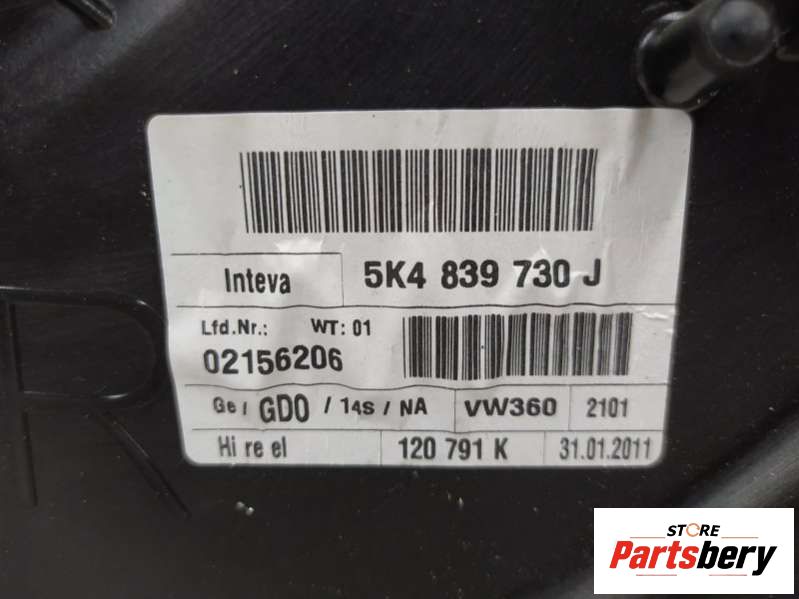 Inteva 5K4 839 730 J
Lfd.Nr.: WT: 01
02156206
Ge / GDO / 14S / NA VW360 2101
Hi re el 120 791 K 31.01.2011
R
STORE
Partsbery